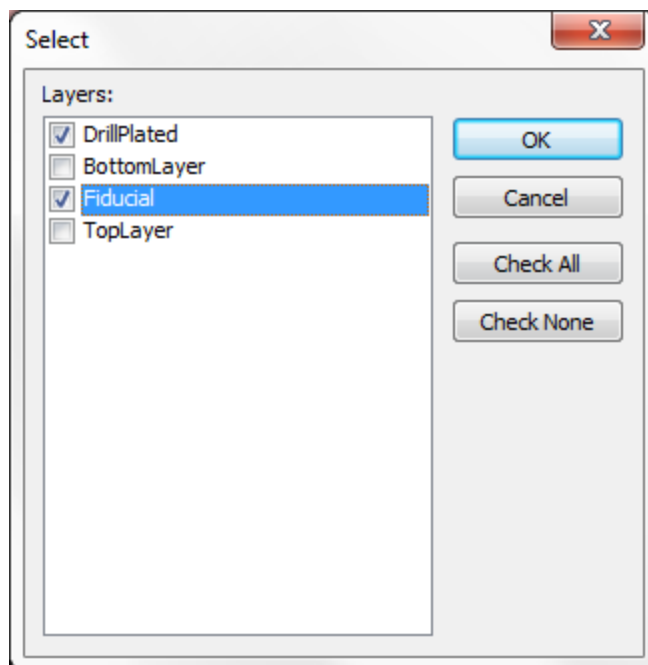 Select
Layers:
DrillPlated
BottomLayer
Fiducial
TopLayer
OK
Cancel
Check All
Check None